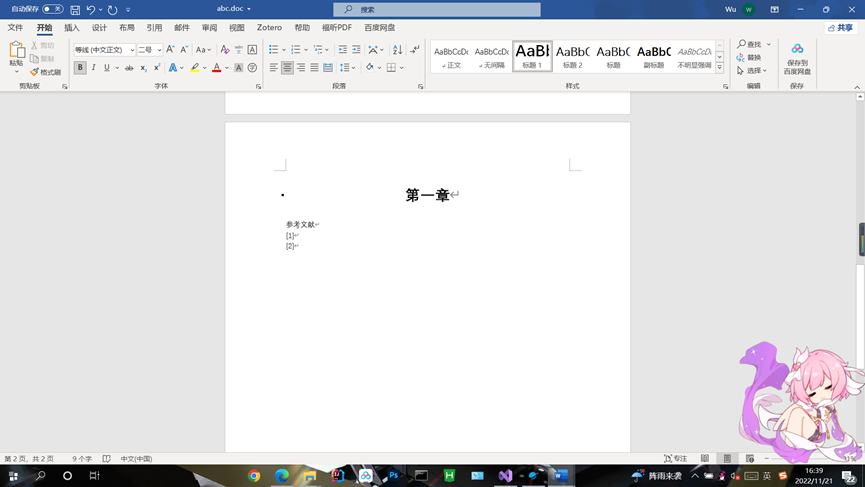 自动保存 关 abc.doc 搜索 Wu W
文件 开始 插入 设计 布局 引用 邮件 审阅 视图 Zotero 帮助 福昕PDF 百度网盘 共享
粘贴 剪切 复制 格式刷
等线 (中文正文) 二号
AaBbCcDc AaBbCcDc AaBl AaBbC AaBbC AaBbC AaBbCcDc
正文 无间隔 标题 1 标题 2 标题 副标题 不明显强调
查找 替换 选择
保存到
百度网盘
剪贴板 字体 段落 样式 编辑 保存
第一章
参考文献
[1]
[2]
第 2 页，共 2 页 9 个字 中文(中国) 专注
阵雨来袭 英 16:39
2022/11/21 22